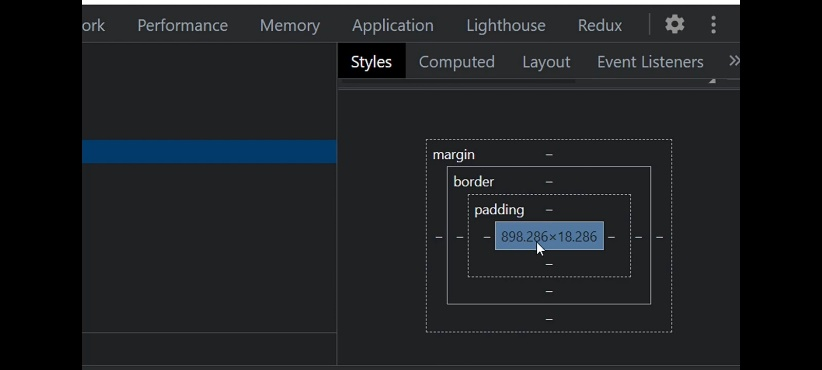 ork Performance Memory Application Lighthouse Redux
Styles Computed Layout Event Listeners »
margin –
border –
padding –
– – – 898.286×18.286 – – –
–
–
–